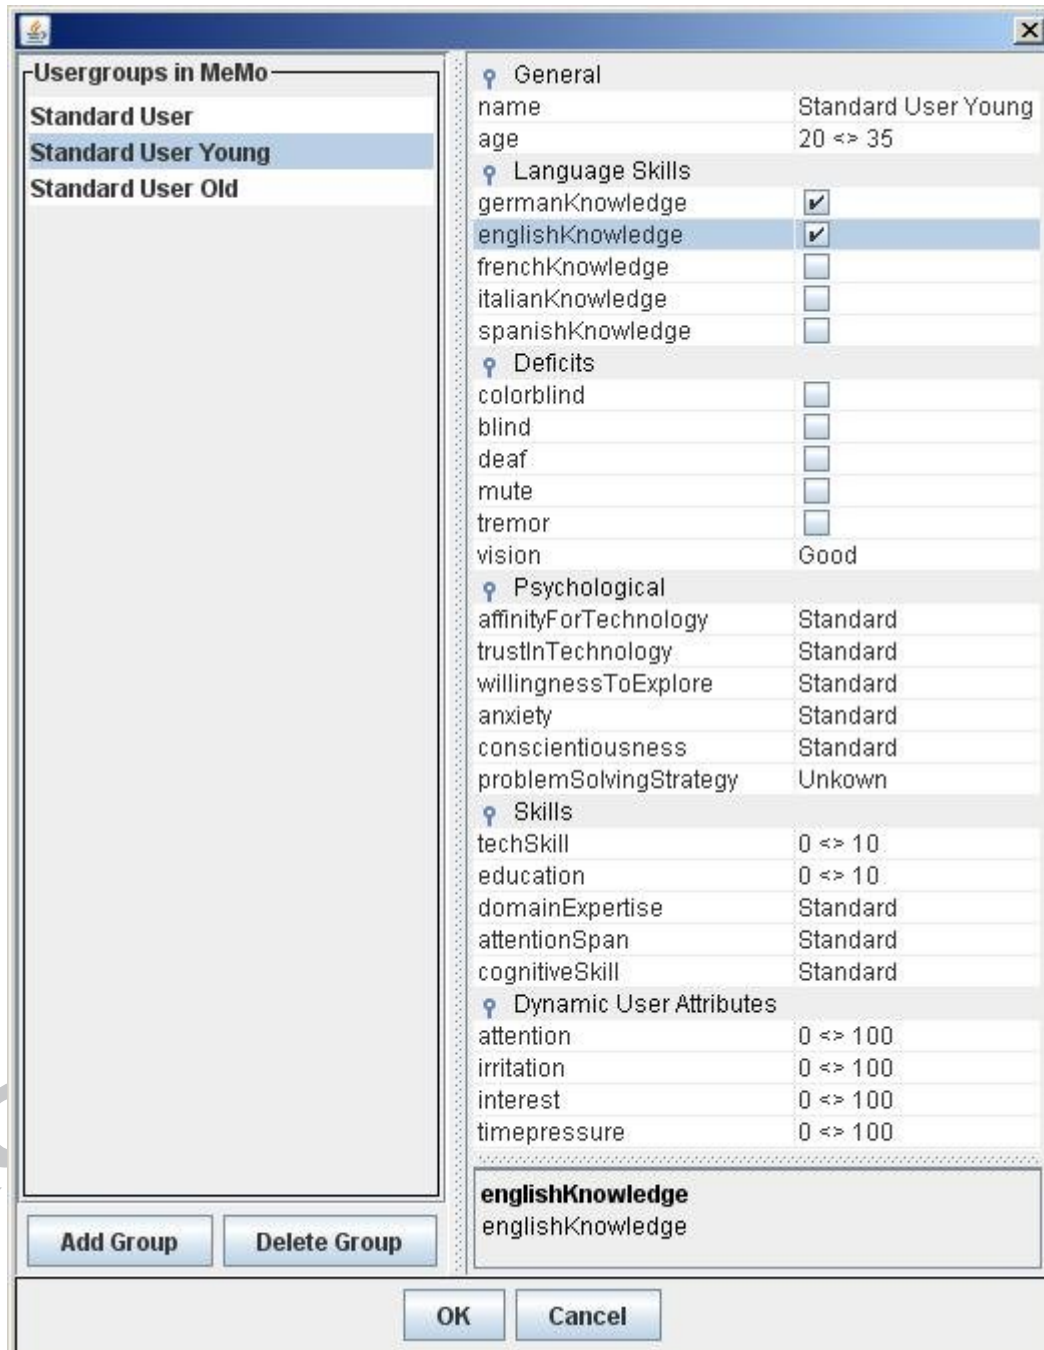 Usergroups in MeMo
Standard User
Standard User Young
Standard User Old
Add Group
Delete Group
General
name Standard User Young
age 20 <> 35
Language Skills
germanKnowledge
englishKnowledge
frenchKnowledge
italianKnowledge
spanishKnowledge
Deficits
colorblind
blind
deaf
mute
tremor
vision Good
Psychological
affinityForTechnology Standard
trustInTechnology Standard
willingnessToExplore Standard
anxiety Standard
conscientiousness Standard
problemSolvingStrategy Unkown
Skills
techSkill 0 <> 10
education 0 <> 10
domainExpertise Standard
attentionSpan Standard
cognitiveSkill Standard
Dynamic User Attributes
attention 0 <> 100
irritation 0 <> 100
interest 0 <> 100
timepressure 0 <> 100
englishKnowledge
englishKnowledge
OK Cancel